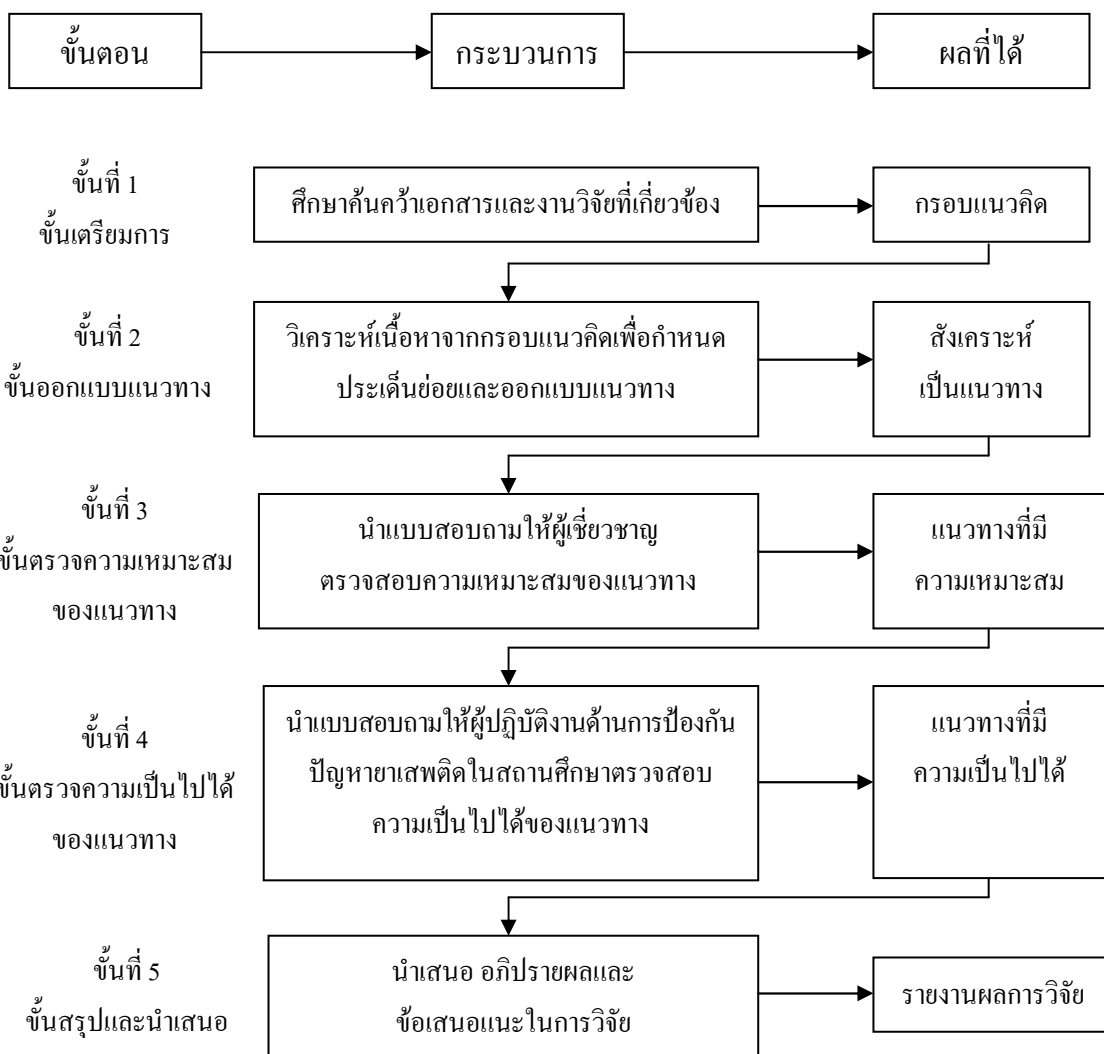 ขั้นตอน
กระบวนการ
ผลที่ได้
ขั้นที่ 1
ขั้นเตรียมการ
ศึกษาค้นคว้าเอกสารและงานวิจัยที่เกี่ยวข้อง
กรอบแนวคิด
ขั้นที่ 2
ขั้นออกแบบแนวทาง
วิเคราะห์เนื้อหาจากกรอบแนวคิดเพื่อกำหนด
ประเด็นย่อยและออกแบบแนวทาง
สังเคราะห์
เป็นแนวทาง
ขั้นที่ 3
ขั้นตรวจความเหมาะสม
ของแนวทาง
นำแบบสอบถามให้ผู้เชี่ยวชาญ
ตรวจสอบความเหมาะสมของแนวทาง
แนวทางที่มี
ความเหมาะสม
ขั้นที่ 4
ขั้นตรวจความเป็นไปได้
ของแนวทาง
นำแบบสอบถามให้ผู้ปฏิบัติงานด้านการป้องกัน
ปัญหายาเสพติดในสถานศึกษาตรวจสอบ
ความเป็นไปได้ของแนวทาง
แนวทางที่มี
ความเป็นไปได้
ขั้นที่ 5
ขั้นสรุปและนำเสนอ
นำเสนอ อภิปรายผลและ
ข้อเสนอแนะในการวิจัย
รายงานผลการวิจัย